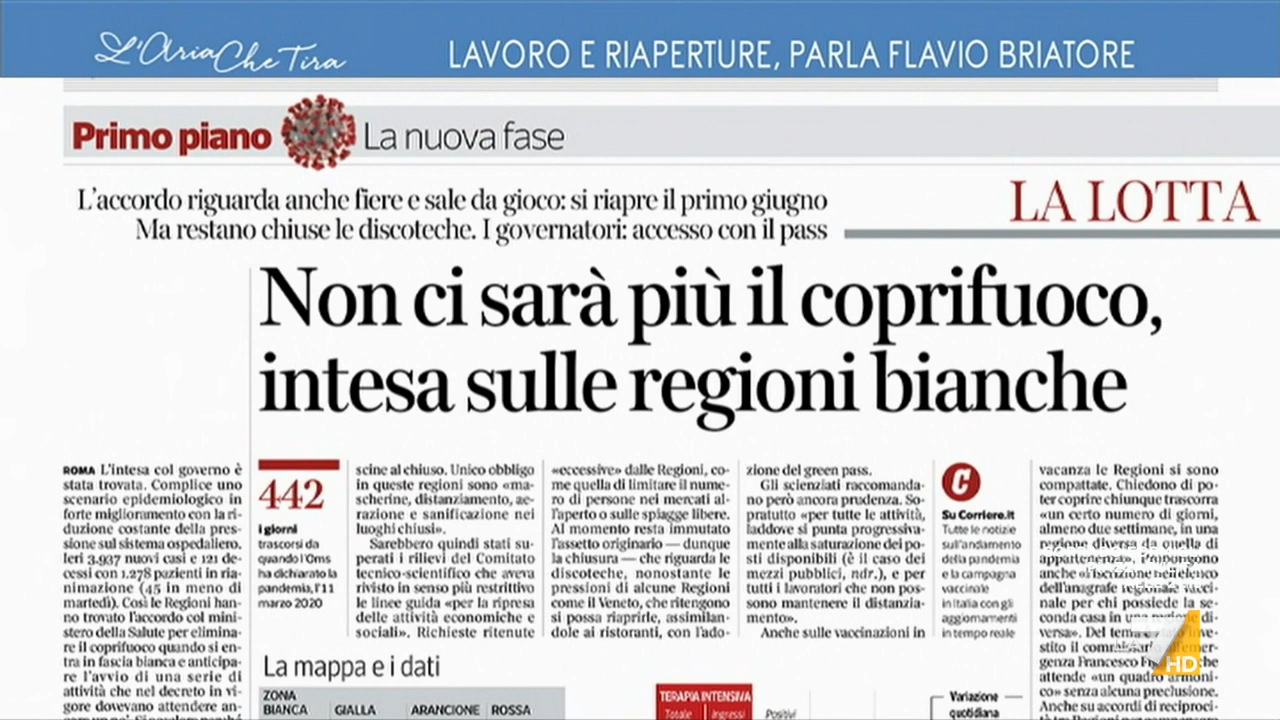 L'Aria Che Tira
LAVORO E RIAPERTURE, PARLA FLAVIO BRIATORE
Primo piano La nuova fase
L'accordo riguarda anche fiere e sale da gioco: si riapre il primo giugno
Ma restano chiuse le discoteche. I governatori: accesso con il pass
LA LOTTA
Non ci sarà più il coprifuoco,
intesa sulle regioni bianche
ROMA L'intesa col governo è
stata trovata. Complice uno
scenario epidemiologico in
forte miglioramento con la ri-
duzione costante della pres-
sione sul sistema ospedaliero.
Ieri 3.937 nuovi casi e 121 de-
cessi con 1.278 pazienti in ria-
nimazione (45 in meno di
martedì). Così le Regioni han-
no trovato l'accordo col mini-
stero della Salute per elimina-
re il coprifuoco quando si en-
tra in fascia bianca e anticipa-
re l'avvio di una serie di
attività che nel decreto in vi-
gore dovevano attendere an-
442
i giorni
trascorsi da
quando l'Oms
ha dichiarato la
pandemia, l'11
marzo 2020
scine al chiuso. Unico obbligo
in queste regioni sono «ma-
scherine, distanziamento, ae-
razione e sanificazione nei
luoghi chiusi».
Sarebbero quindi stati su-
perati i rilievi del Comitato
tecnico-scientifico che aveva
rivisto in senso più restrittivo
le linee guida «per la ripresa
delle attività economiche e
sociali». Richieste ritenute
«eccessive» dalle Regioni, co-
me quella di limitare il nume-
ro di persone nei mercati al-
l'aperto o sulle spiagge libere.
Al momento resta immutato
l'assetto originario — dunque
la chiusura — che riguarda le
discoteche, nonostante le
pressioni di alcune Regioni
come il Veneto, che ritengono
si possa riaprirle, assimilan-
dole ai ristoranti, con l'ado-
zione del green pass.
Gli scienziati raccomanda-
no però ancora prudenza. So-
pratutto «per tutte le attività,
laddove si punta progressiva-
mente alla saturazione dei po-
sti disponibili (è il caso dei
mezzi pubblici, ndr.), e per
tutti i lavoratori che non pos-
sono mantenere il distanzia-
mento».
Anche sulle vaccinazioni in
C
Su Corriere.it
Tutte le notizie
sull'andamento
della pandemia
e la campagna
vaccinale
in Italia con gli
aggiornamenti
in tempo reale
vacanza le Regioni si sono
compattate. Chiedono di po-
ter coprire chiunque trascorra
«un certo numero di giorni,
almeno due settimane, in una
regione diversa da quella di
anche
dell'anagrafe regionale vacci-
nale per chi possiede la se-
conda casa in una
versa». Del tema
stito il commissario all'emer-
genza Francesco che
attende «un quadro armoni-
co» senza alcuna preclusione.
Anche su accordi di reciproci-
La mappa e i dati
ZONA
BIANCA GIALLA ARANCIONE ROSSA
TERAPIA INTENSIVA
Totale Ingressi Positivi
Variazione
quotidiana
7 HD